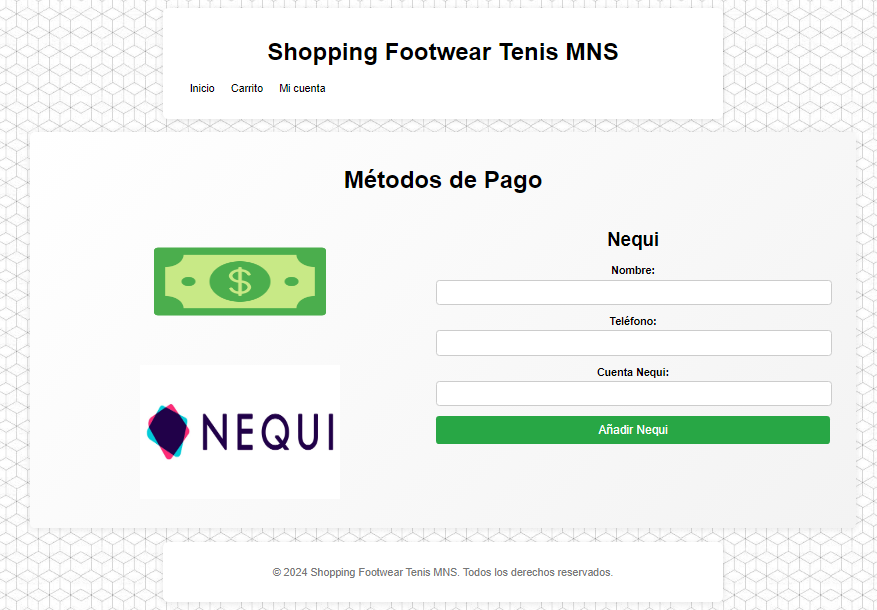 Shopping Footwear Tenis MNS
Inicio Carrito Mi cuenta
Métodos de Pago
$
NEQUI
Nequi
Nombre:
Teléfono:
Cuenta Nequi:
Añadir Nequi
© 2024 Shopping Footwear Tenis MNS. Todos los derechos reservados.